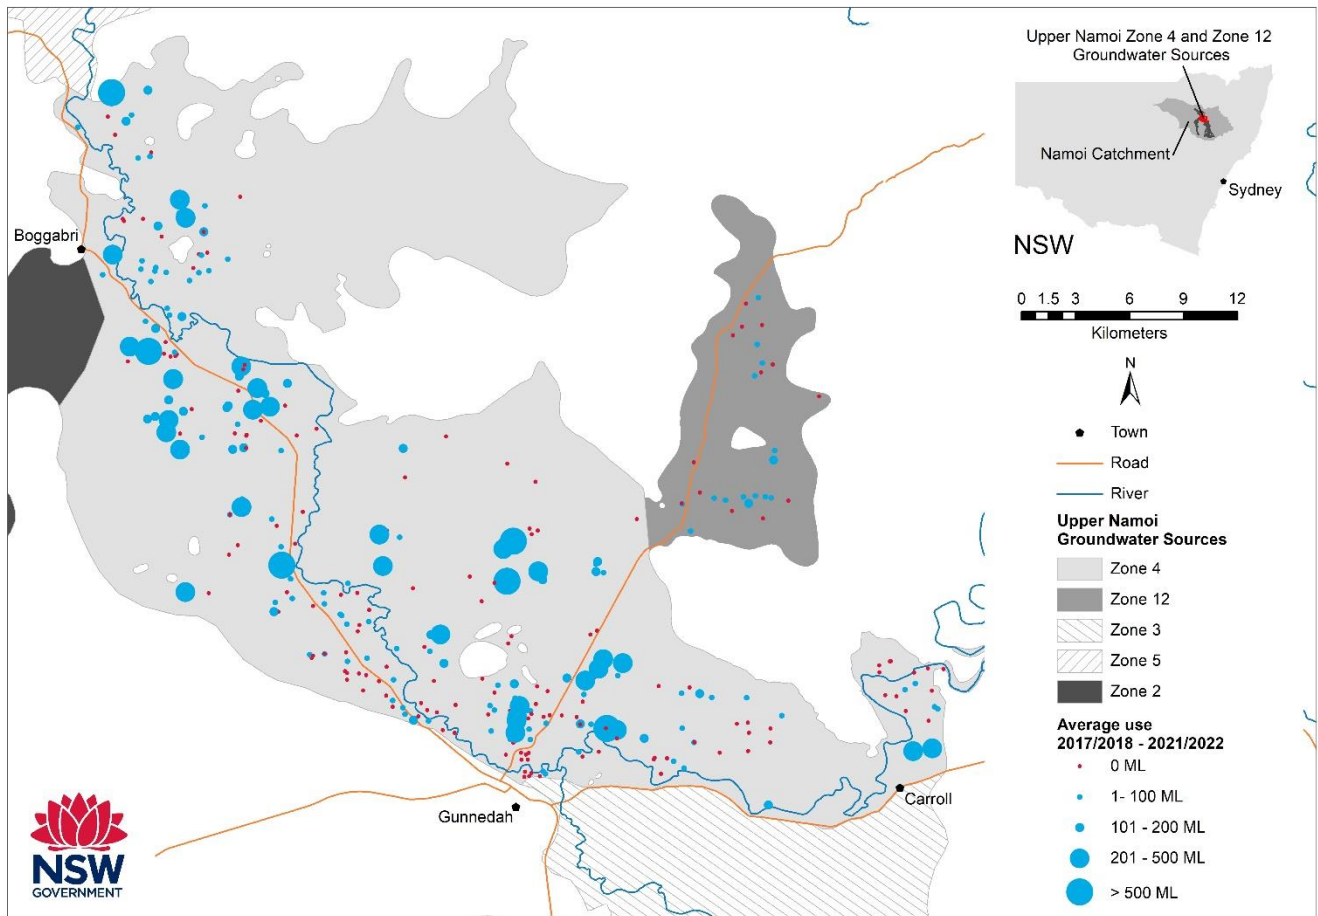 Upper Namoi Zone 4 and Zone 12
Groundwater Sources
Namoi Catchment
Sydney
NSW
0 1.5 3 6 9 12
Kilometers
N
Town
Road
River
Upper Namoi
Groundwater Sources
Zone 4
Zone 12
Zone 3
Zone 5
Zone 2
Average use
2017/2018 - 2021/2022
0 ML
1- 100 ML
101 - 200 ML
201 - 500 ML
> 500 ML
Boggabri
Gunnedah
Carroll
NSW
GOVERNMENT